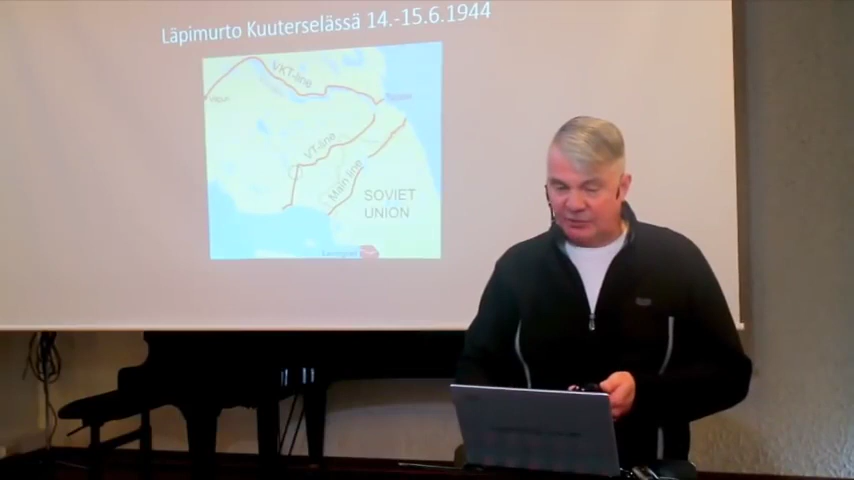 Läpimurto Kuuterselässä 14.-15.6.1944
VKT-line
VT-line
Main line
SOVIET
UNION